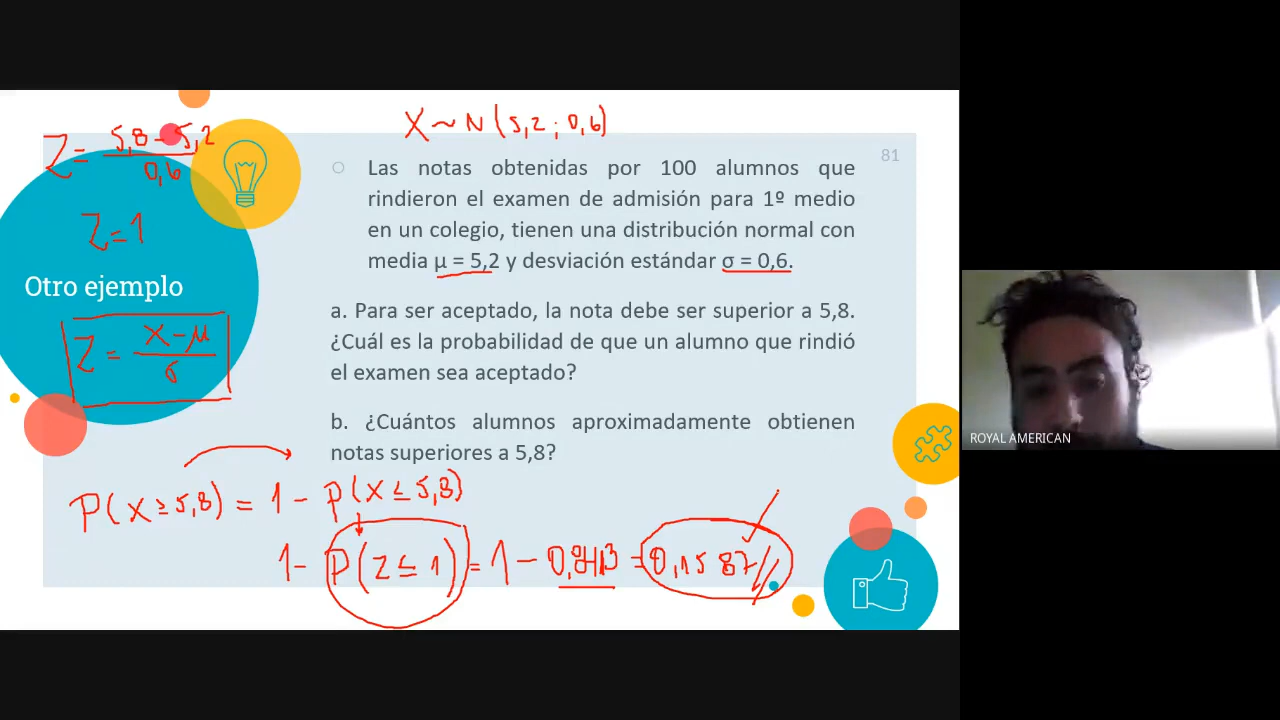 X ~ N(5,2 ; 0,6)
Z = 5,8 - 5,2
0,6
Z = 1
81
Las notas obtenidas por 100 alumnos que
rindieron el examen de admisión para 1º medio
en un colegio, tienen una distribución normal con
media μ = 5,2 y desviación estándar σ = 0,6.
Otro ejemplo
Z = X - μ
σ
a. Para ser aceptado, la nota debe ser superior a 5,8.
¿Cuál es la probabilidad de que un alumno que rindió
el examen sea aceptado?
b. ¿Cuántos alumnos aproximadamente obtienen
notas superiores a 5,8?
P(X ≥ 5,8) = 1 - P(X ≤ 5,8)
1 - P(Z ≤ 1) = 1 - 0,8413 = 0,1587//
ROYAL AMERICAN